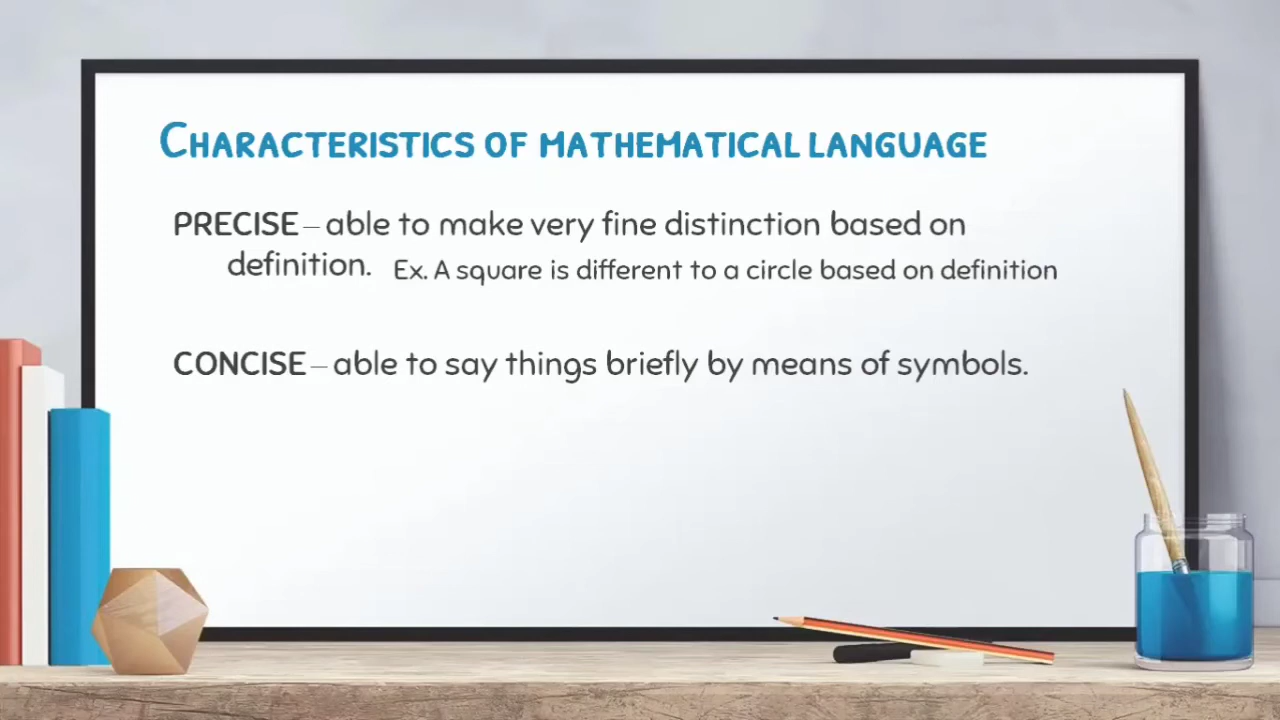 CHARACTERISTICS OF MATHEMATICAL LANGUAGE
PRECISE – able to make very fine distinction based on
definition. Ex. A square is different to a circle based on definition
CONCISE – able to say things briefly by means of symbols.